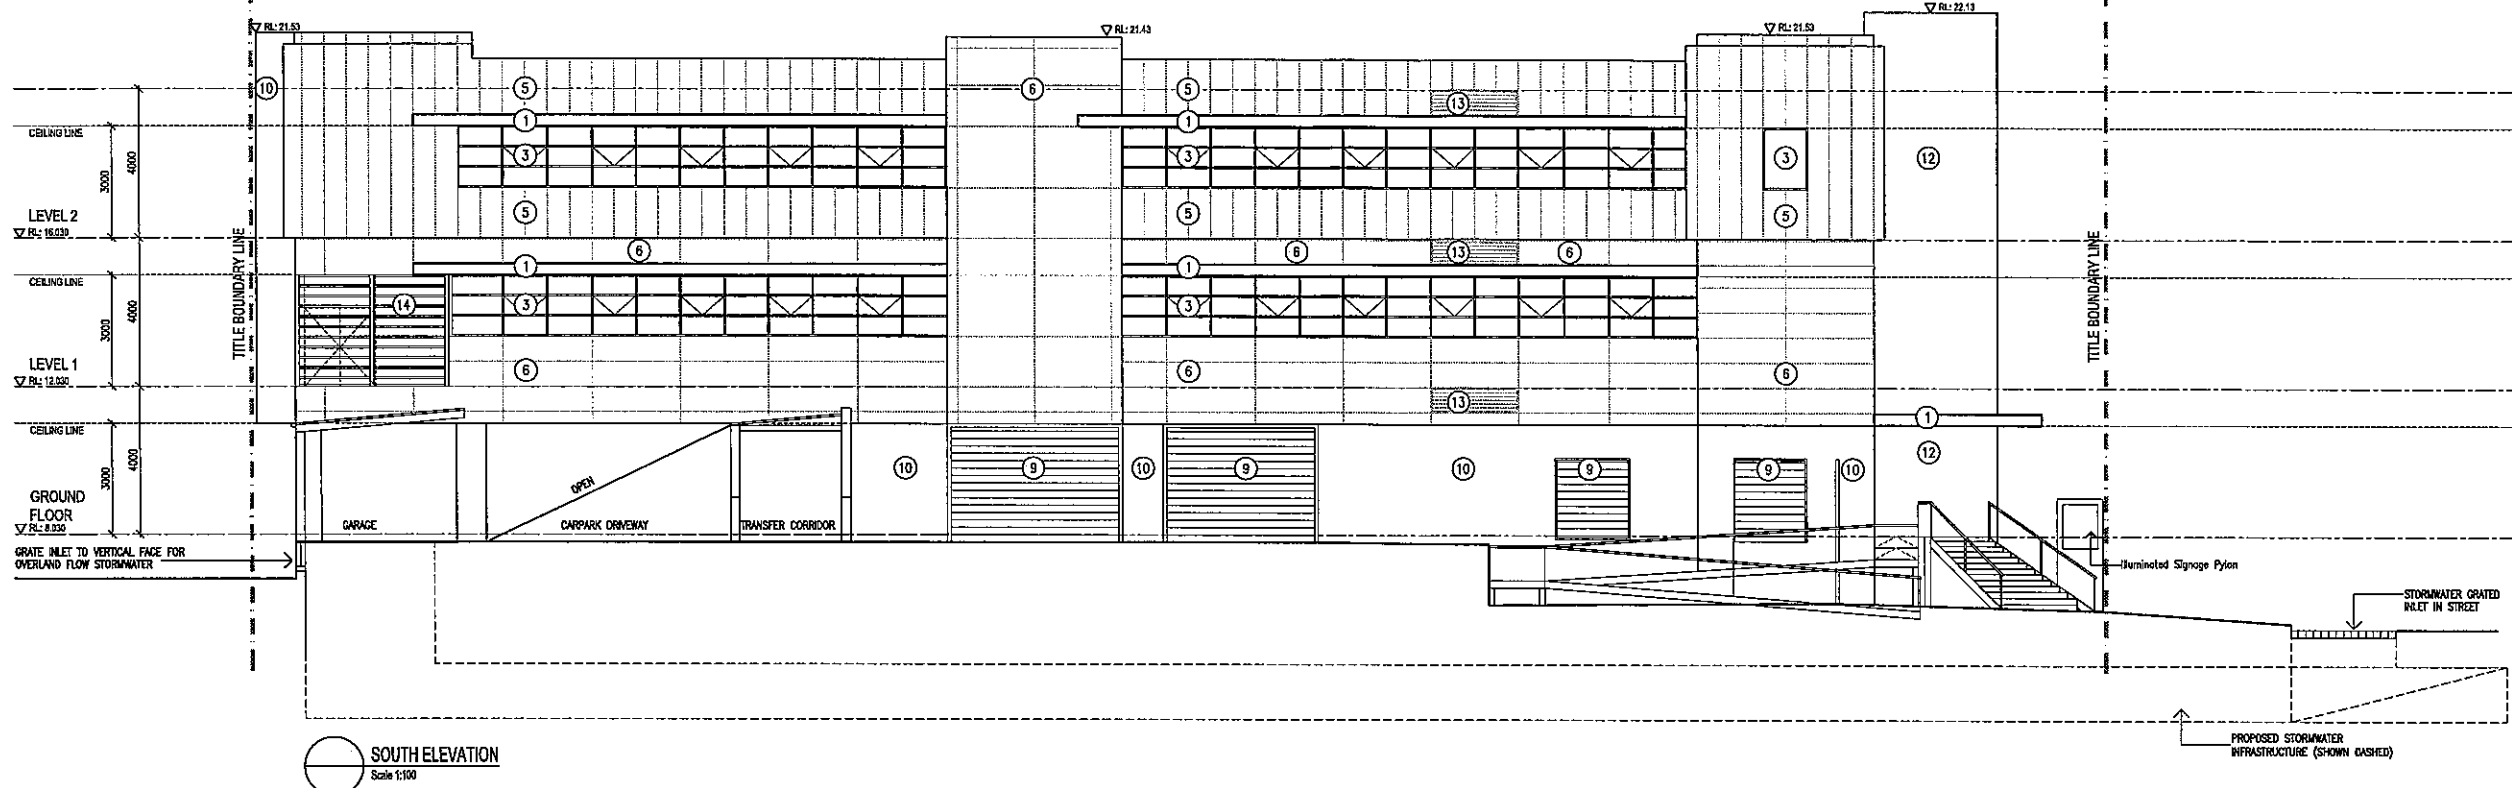 RL: 22.13
RL: 21.53
RL: 21.43
RL: 21.53
10
5
6
5
13
CEILING LINE
1
1
3
3
3
12
4000
3000
LEVEL 2
RL: 16.030
5
5
5
TITLE BOUNDARY LINE
TITLE BOUNDARY LINE
6
6
13
6
1
1
CEILING LINE
14
3
3
4000
3000
LEVEL 1
RL: 12.030
6
6
6
13
1
CEILING LINE
12
10
9
10
9
10
9
9
10
4000
3000
OPEN
GROUND
FLOOR
RL: 8.030
GARAGE
CARPARK DRIVEWAY
TRANSFER CORRIDOR
GRATE INLET TO VERTICAL FACE FOR
OVERLAND FLOW STORMWATER
Illuminated Signage Pylon
STORMWATER GRATED
INLET IN STREET
PROPOSED STORMWATER
INFRASTRUCTURE (SHOWN DASHED)
SOUTH ELEVATION
Scale 1:100